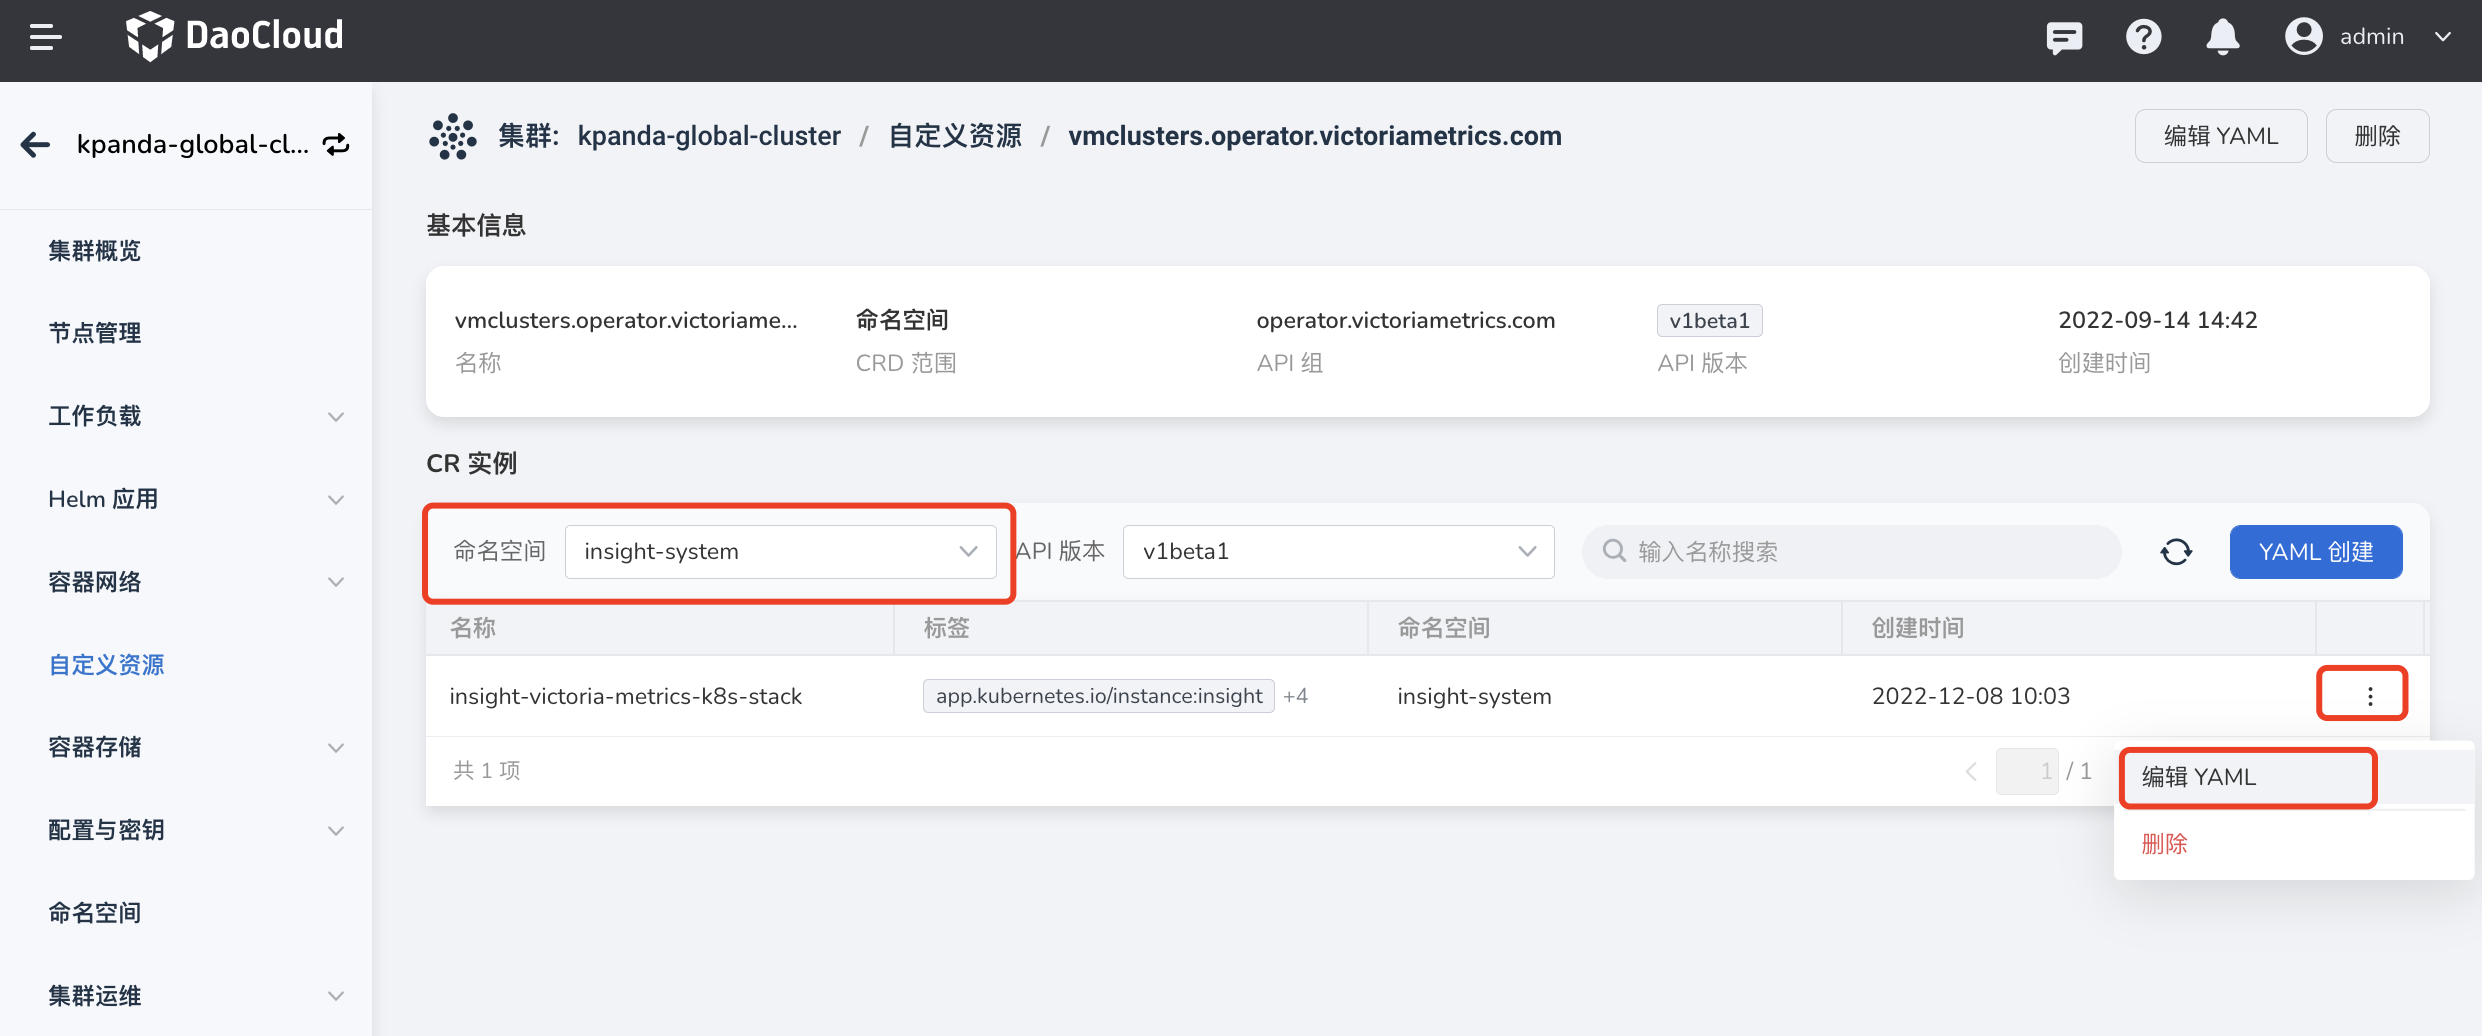 DaoCloud
admin
kpanda-global-cl...
集群概览
节点管理
工作负载
Helm 应用
容器网络
自定义资源
容器存储
配置与密钥
命名空间
集群运维
集群: kpanda-global-cluster / 自定义资源 / vmclusters.operator.victoriametrics.com
编辑 YAML
删除
基本信息
vmclusters.operator.victoriame...
名称
命名空间
CRD 范围
operator.victoriametrics.com
API 组
v1beta1
API 版本
2022-09-14 14:42
创建时间
CR 实例
命名空间 insight-system
API 版本 v1beta1
输入名称搜索
YAML 创建
名称 标签 命名空间 创建时间
insight-victoria-metrics-k8s-stack app.kubernetes.io/instance:insight +4 insight-system 2022-12-08 10:03
共 1 项
1 / 1
编辑 YAML
删除